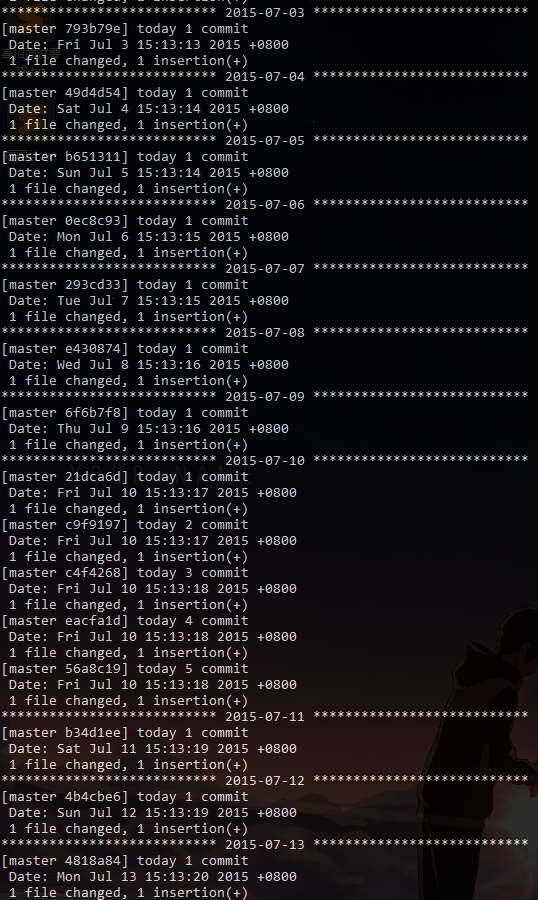 ************************** 2015-07-03 **************************
[master 793b79e] today 1 commit
 Date: Fri Jul 3 15:13:13 2015 +0800
 1 file changed, 1 insertion(+)
************************** 2015-07-04 **************************
[master 49d4d54] today 1 commit
 Date: Sat Jul 4 15:13:14 2015 +0800
 1 file changed, 1 insertion(+)
************************** 2015-07-05 **************************
[master b651311] today 1 commit
 Date: Sun Jul 5 15:13:14 2015 +0800
 1 file changed, 1 insertion(+)
************************** 2015-07-06 **************************
[master 0ec8c93] today 1 commit
 Date: Mon Jul 6 15:13:15 2015 +0800
 1 file changed, 1 insertion(+)
************************** 2015-07-07 **************************
[master 293cd33] today 1 commit
 Date: Tue Jul 7 15:13:15 2015 +0800
 1 file changed, 1 insertion(+)
************************** 2015-07-08 **************************
[master e430874] today 1 commit
 Date: Wed Jul 8 15:13:16 2015 +0800
 1 file changed, 1 insertion(+)
************************** 2015-07-09 **************************
[master 6f6b7f8] today 1 commit
 Date: Thu Jul 9 15:13:16 2015 +0800
 1 file changed, 1 insertion(+)
************************** 2015-07-10 **************************
[master 21dca6d] today 1 commit
 Date: Fri Jul 10 15:13:17 2015 +0800
 1 file changed, 1 insertion(+)
[master c9f9197] today 2 commit
 Date: Fri Jul 10 15:13:17 2015 +0800
 1 file changed, 1 insertion(+)
[master c4f4268] today 3 commit
 Date: Fri Jul 10 15:13:18 2015 +0800
 1 file changed, 1 insertion(+)
[master eacfa1d] today 4 commit
 Date: Fri Jul 10 15:13:18 2015 +0800
 1 file changed, 1 insertion(+)
[master 56a8c19] today 5 commit
 Date: Fri Jul 10 15:13:18 2015 +0800
 1 file changed, 1 insertion(+)
************************** 2015-07-11 **************************
[master b34d1ee] today 1 commit
 Date: Sat Jul 11 15:13:19 2015 +0800
 1 file changed, 1 insertion(+)
************************** 2015-07-12 **************************
[master 4b4cbe6] today 1 commit
 Date: Sun Jul 12 15:13:19 2015 +0800
 1 file changed, 1 insertion(+)
************************** 2015-07-13 **************************
[master 4818a84] today 1 commit
 Date: Mon Jul 13 15:13:20 2015 +0800
 1 file changed, 1 insertion(+)